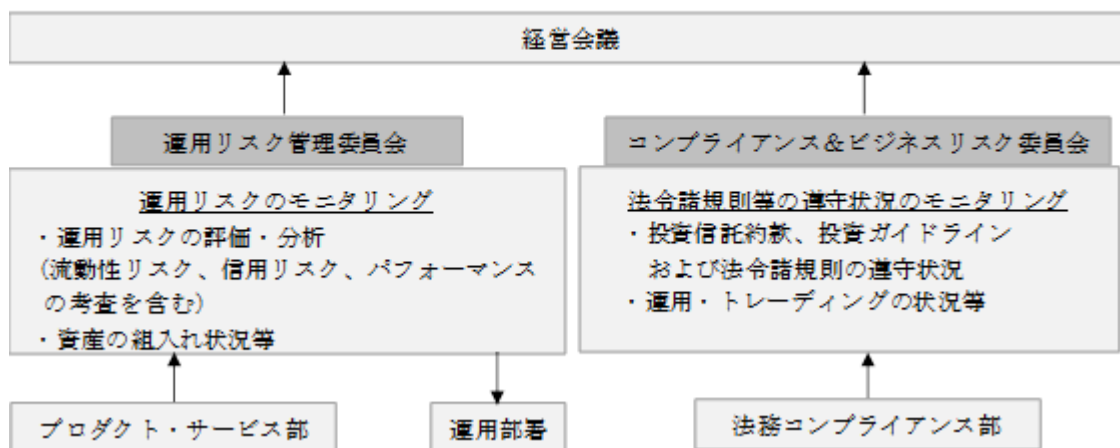 経営会議
運用リスク管理委員会
運用リスクのモニタリング
・運用リスクの評価・分析
(流動性リスク、信用リスク、パフォーマンス
の考査を含む)
・資産の組入れ状況等
プロダクト・サービス部
運用部署
コンプライアンス＆ビジネスリスク委員会
法令諸規則等の遵守状況のモニタリング
・投資信託約款、投資ガイドライン
および法令諸規則の遵守状況
・運用・トレーディングの状況等
法務コンプライアンス部